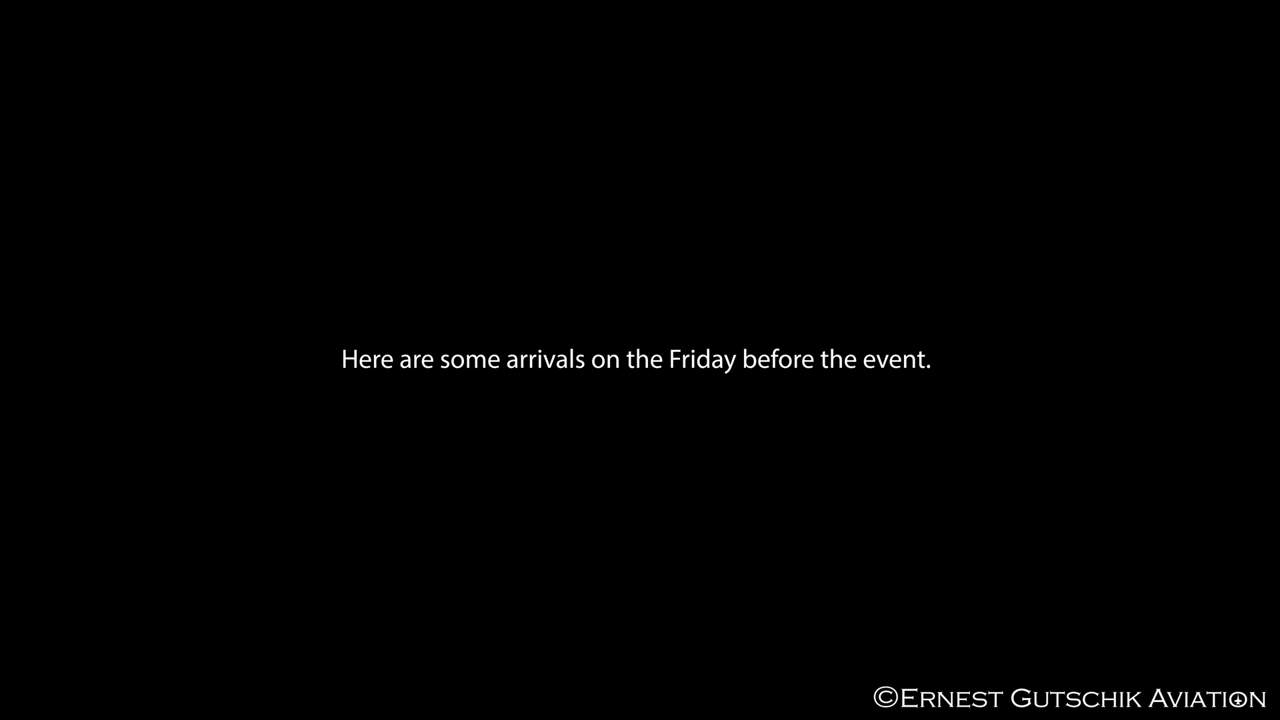 Here are some arrivals on the Friday before the event.
©ERNEST GUTSCHIK AVIATION